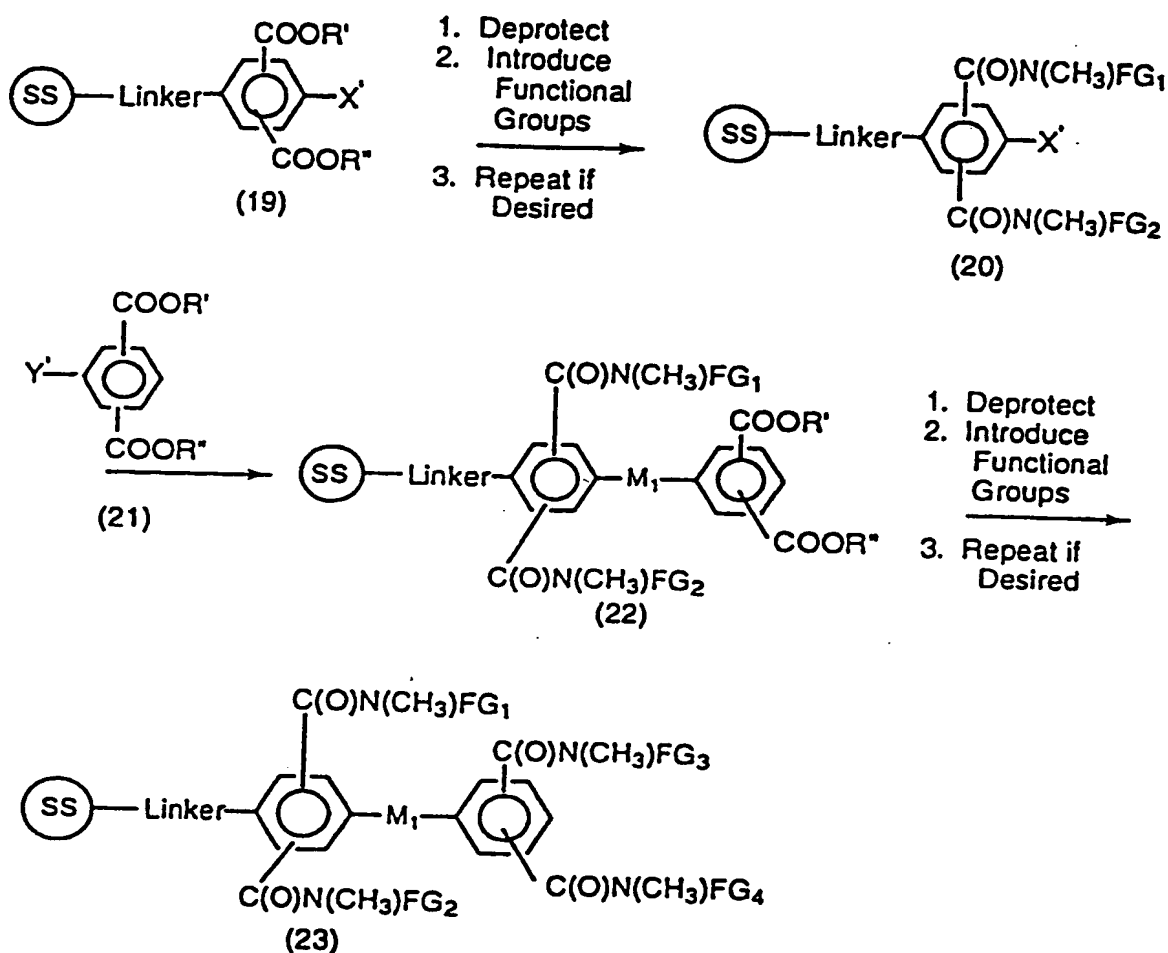 COOR'
SS Linker X'
COOR"
(19)
1. Deprotect
2. Introduce
Functional
Groups
3. Repeat if
Desired
C(O)N(CH₃)FG₁
SS Linker X'
C(O)N(CH₃)FG₂
(20)
COOR'
Y'
COOR"
(21)
C(O)N(CH₃)FG₁
COOR'
SS Linker M₁
COOR"
C(O)N(CH₃)FG₂
(22)
1. Deprotect
2. Introduce
Functional
Groups
3. Repeat if
Desired
C(O)N(CH₃)FG₁
C(O)N(CH₃)FG₃
SS Linker M₁
C(O)N(CH₃)FG₂
C(O)N(CH₃)FG₄
(23)